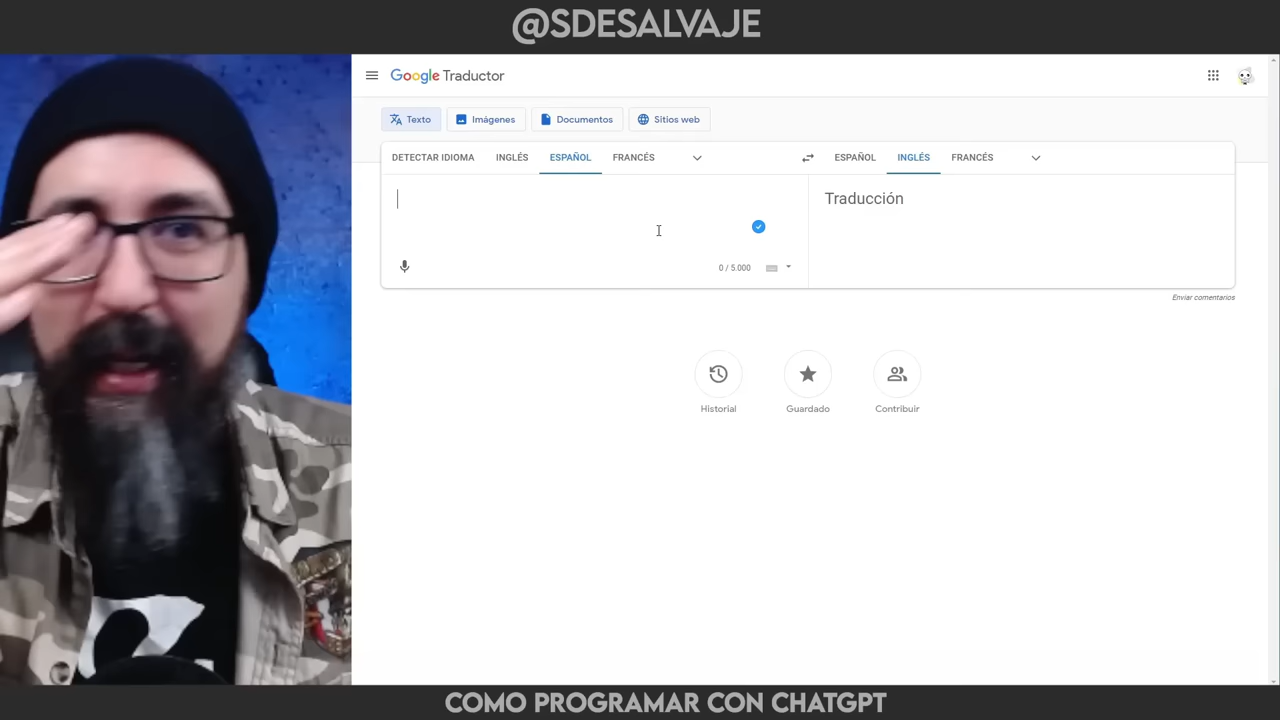 @SDESALVAJE
Google Traductor
Texto
Imágenes
Documentos
Sitios web
DETECTAR IDIOMA
INGLÉS
ESPAÑOL
FRANCÉS
ESPAÑOL
INGLÉS
FRANCÉS
Traducción
0 / 5.000
Enviar comentarios
Historial
Guardado
Contribuir
COMO PROGRAMAR CON CHATGPT